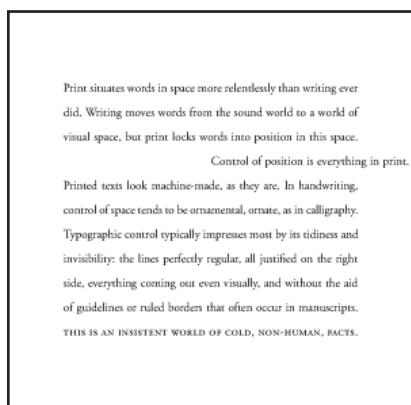 Print situates words in space more relentlessly than writing ever
did. Writing moves words from the sound world to a world of
visual space, but print locks words into position in this space.
Control of position is everything in print.
Printed texts look machine-made, as they are. In handwriting,
control of space tends to be ornamental, ornate, as in calligraphy.
Typographic control typically impresses most by its tidiness and
invisibility: the lines perfectly regular, all justified on the right
side, everything coming out even visually, and without the aid
of guidelines or ruled borders that often occur in manuscripts.
THIS IS AN INSISTENT WORLD OF COLD, NON-HUMAN, FACTS.